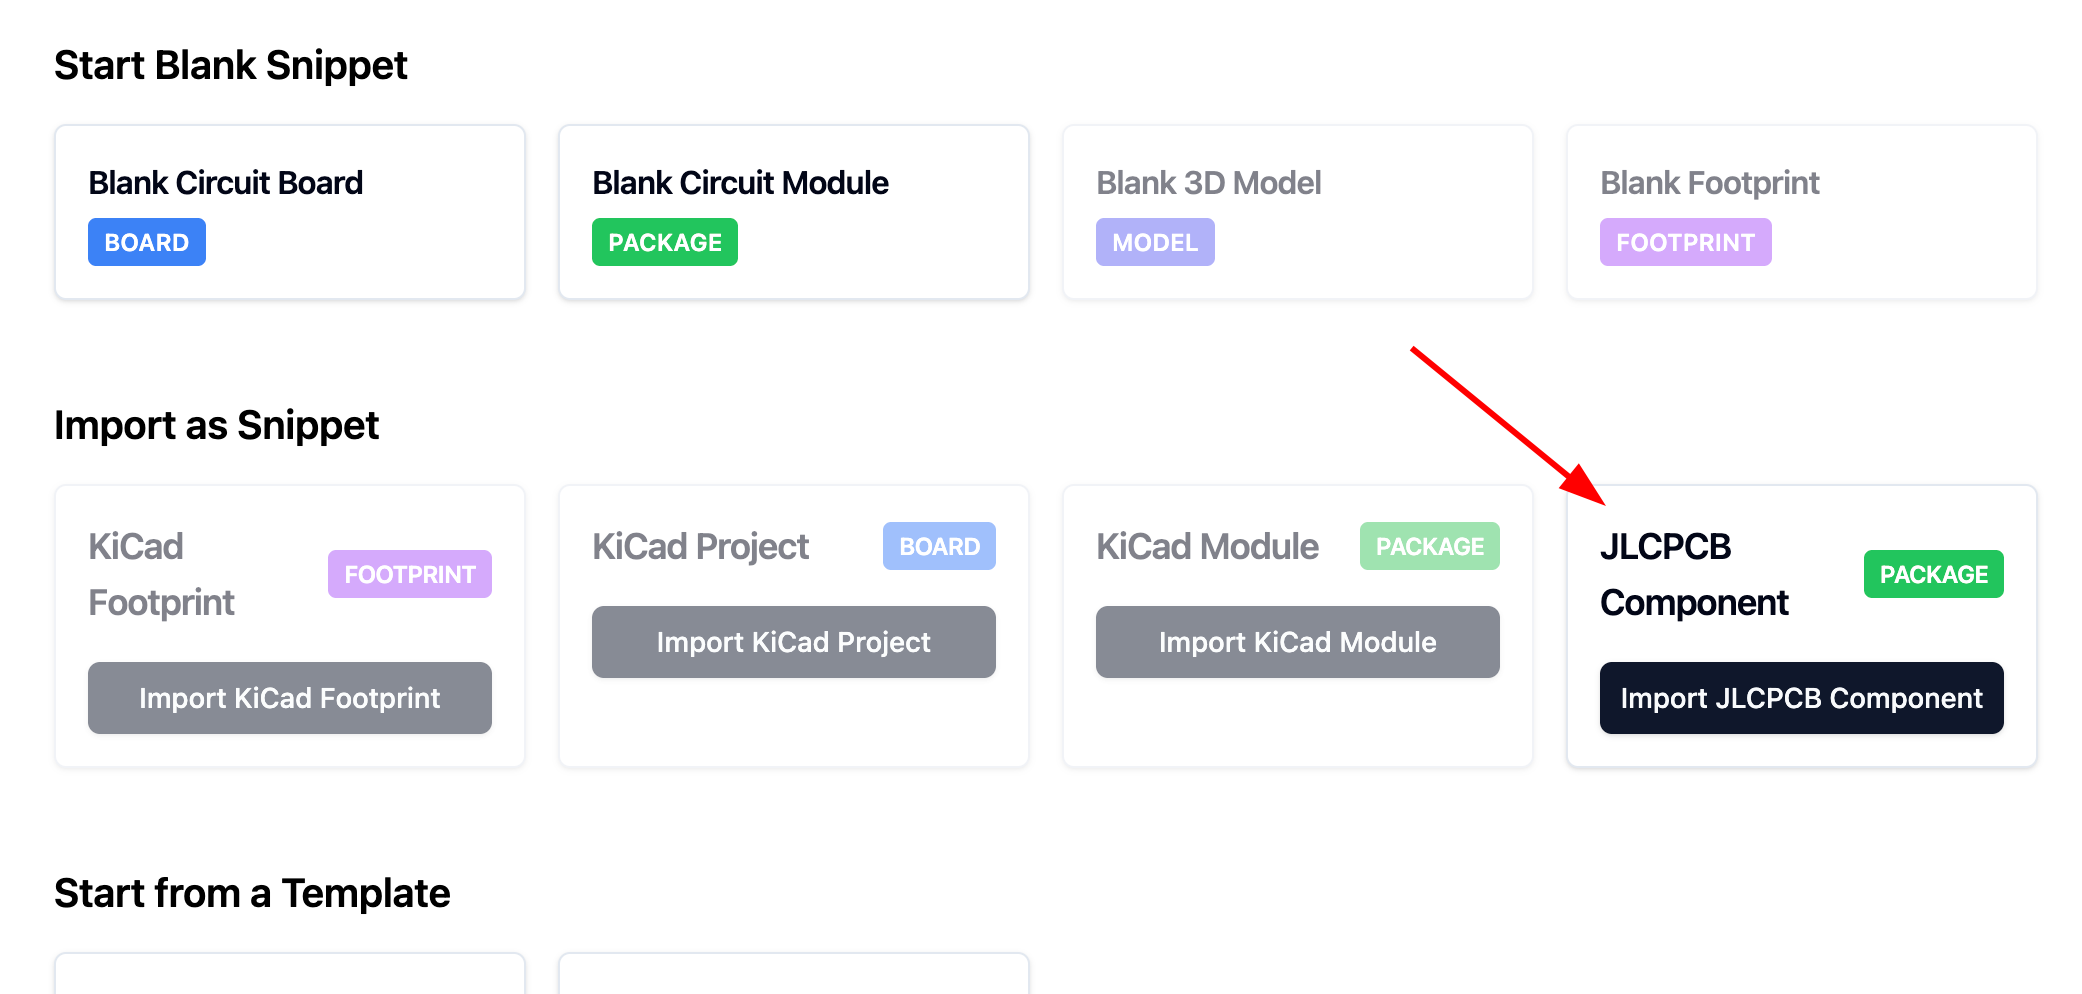 Start Blank Snippet
Blank Circuit Board
BOARD
Blank Circuit Module
PACKAGE
Blank 3D Model
MODEL
Blank Footprint
FOOTPRINT
Import as Snippet
KiCad
Footprint
FOOTPRINT
Import KiCad Footprint
KiCad Project
BOARD
Import KiCad Project
KiCad Module
PACKAGE
Import KiCad Module
JLCPCB
Component
PACKAGE
Import JLCPCB Component
Start from a Template